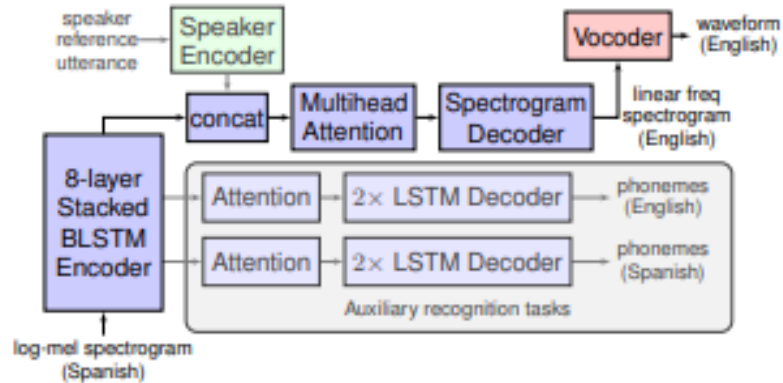 speaker
reference
utterance
Speaker
Encoder
Vocoder
waveform
(English)
concat
Multihead
Attention
Spectrogram
Decoder
linear freq
spectrogram
(English)
8-layer
Stacked
BLSTM
Encoder
Attention
2× LSTM Decoder
phonemes
(English)
Attention
2× LSTM Decoder
phonemes
(Spanish)
Auxiliary recognition tasks
log-mel spectrogram
(Spanish)